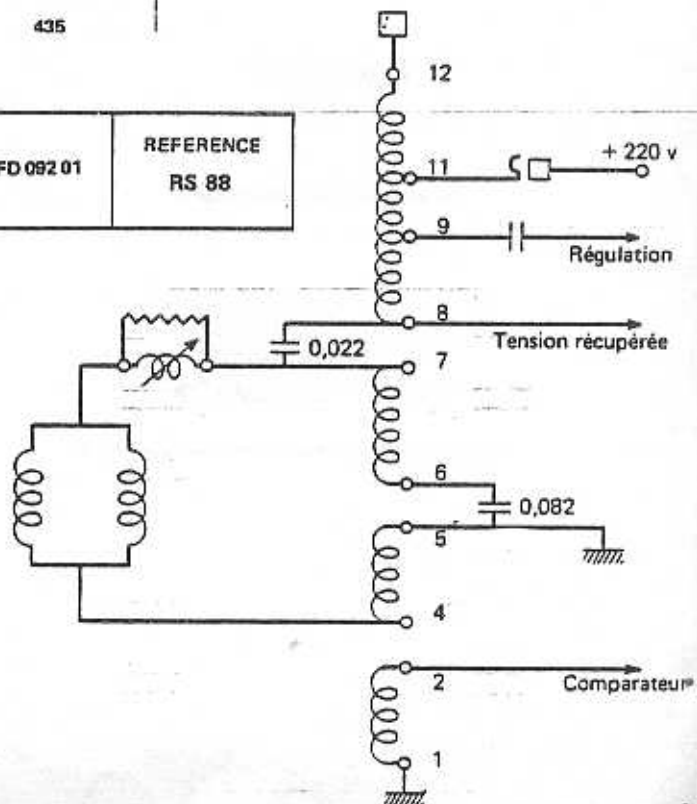 435
12
FD 092 01
REFERENCE
RS 88
11
+ 220 v
9
Régulation
8
Tension récupérée
0,022
7
6
0,082
5
4
2
Comparateur
1